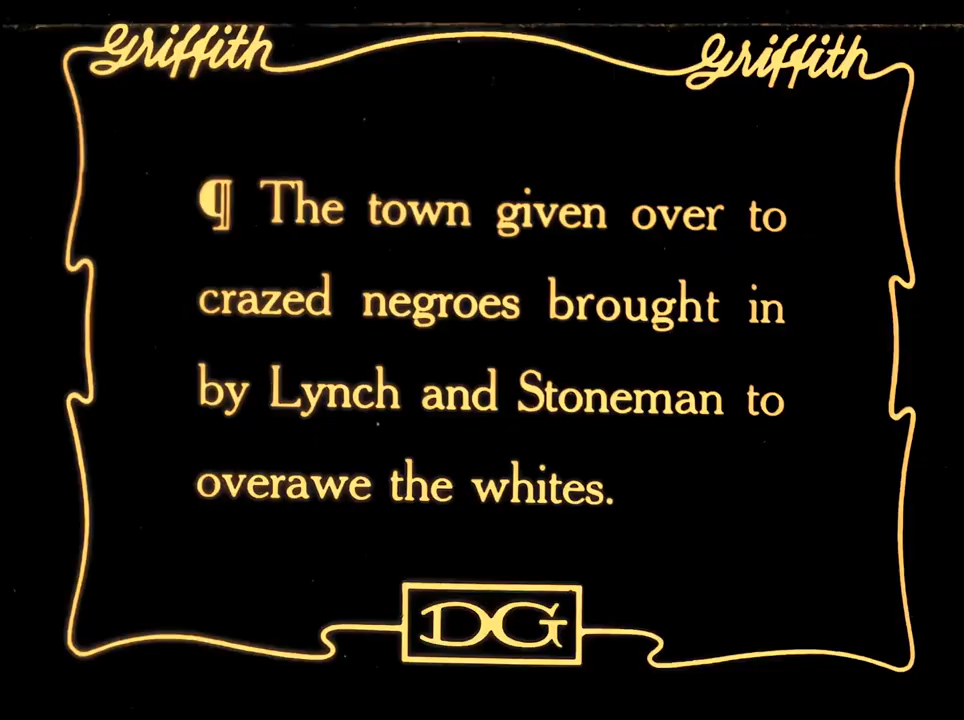 Griffith Griffith
¶ The town given over to
crazed negroes brought in
by Lynch and Stoneman to
overawe the whites.
DG